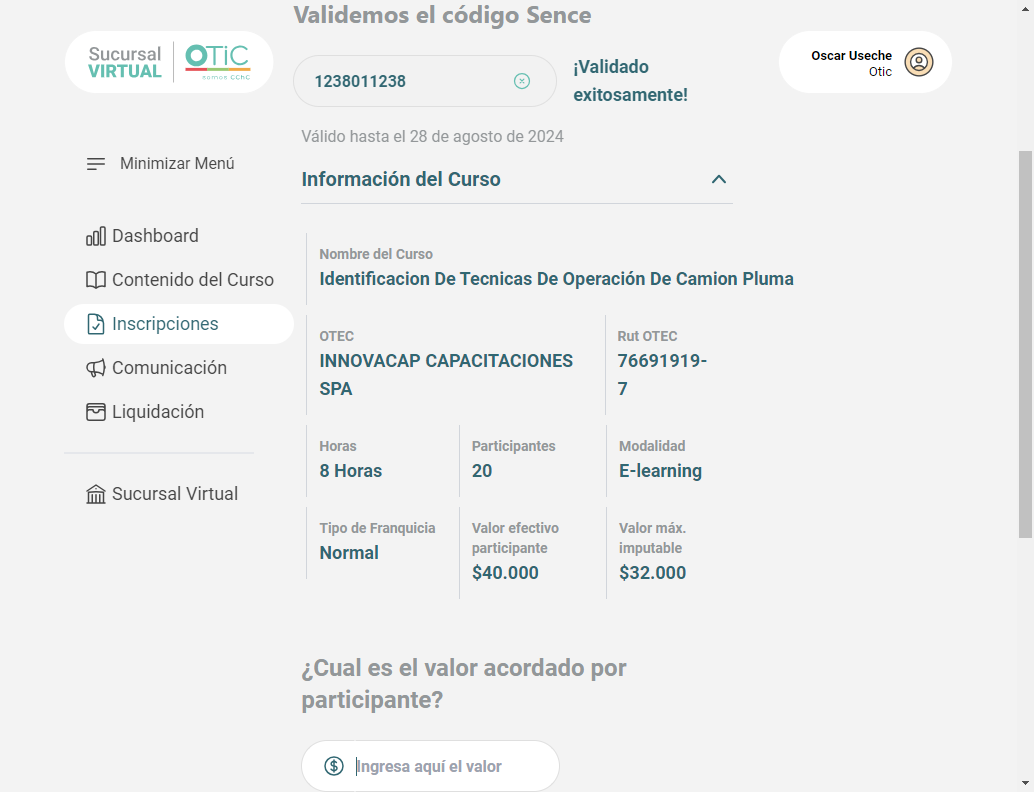 Validemos el código Sence
Sucursal
VIRTUAL
OTIC
somos CChC
1238011238
¡Validado
exitosamente!
Oscar Useche
Otic
Válido hasta el 28 de agosto de 2024
Minimizar Menú
Dashboard
Contenido del Curso
Inscripciones
Comunicación
Liquidación
Sucursal Virtual
Información del Curso
Nombre del Curso
Identificacion De Tecnicas De Operación De Camion Pluma
OTEC
INNOVACAP CAPACITACIONES
SPA
Rut OTEC
76691919-
7
Horas
8 Horas
Participantes
20
Modalidad
E-learning
Tipo de Franquicia
Normal
Valor efectivo
participante
$40.000
Valor máx.
imputable
$32.000
¿Cual es el valor acordado por
participante?
Ingresa aquí el valor